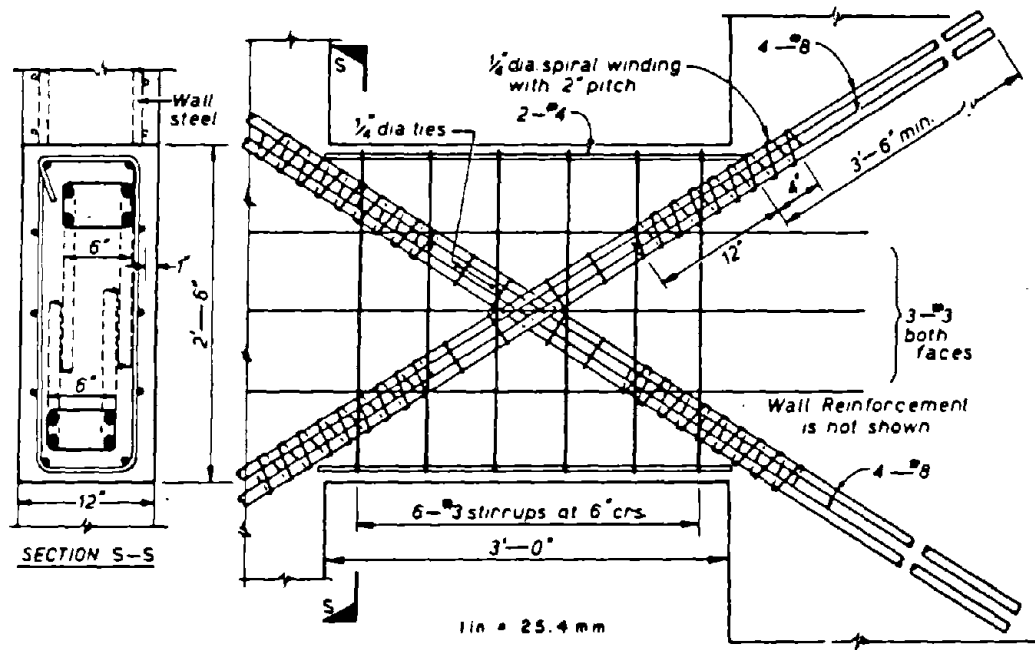 Wall
steel
6"
1"
2'—6"
6"
12"
SECTION S—S
S
1/4" dia ties
1/4" dia spiral winding
with 2" pitch
2—#4
4—#8
3'—6" min.
4"
12"
3—#3
both
faces
Wall Reinforcement
is not shown
4—#8
6—#3 stirrups at 6" crs.
3'—0"
S
1 in = 25.4 mm